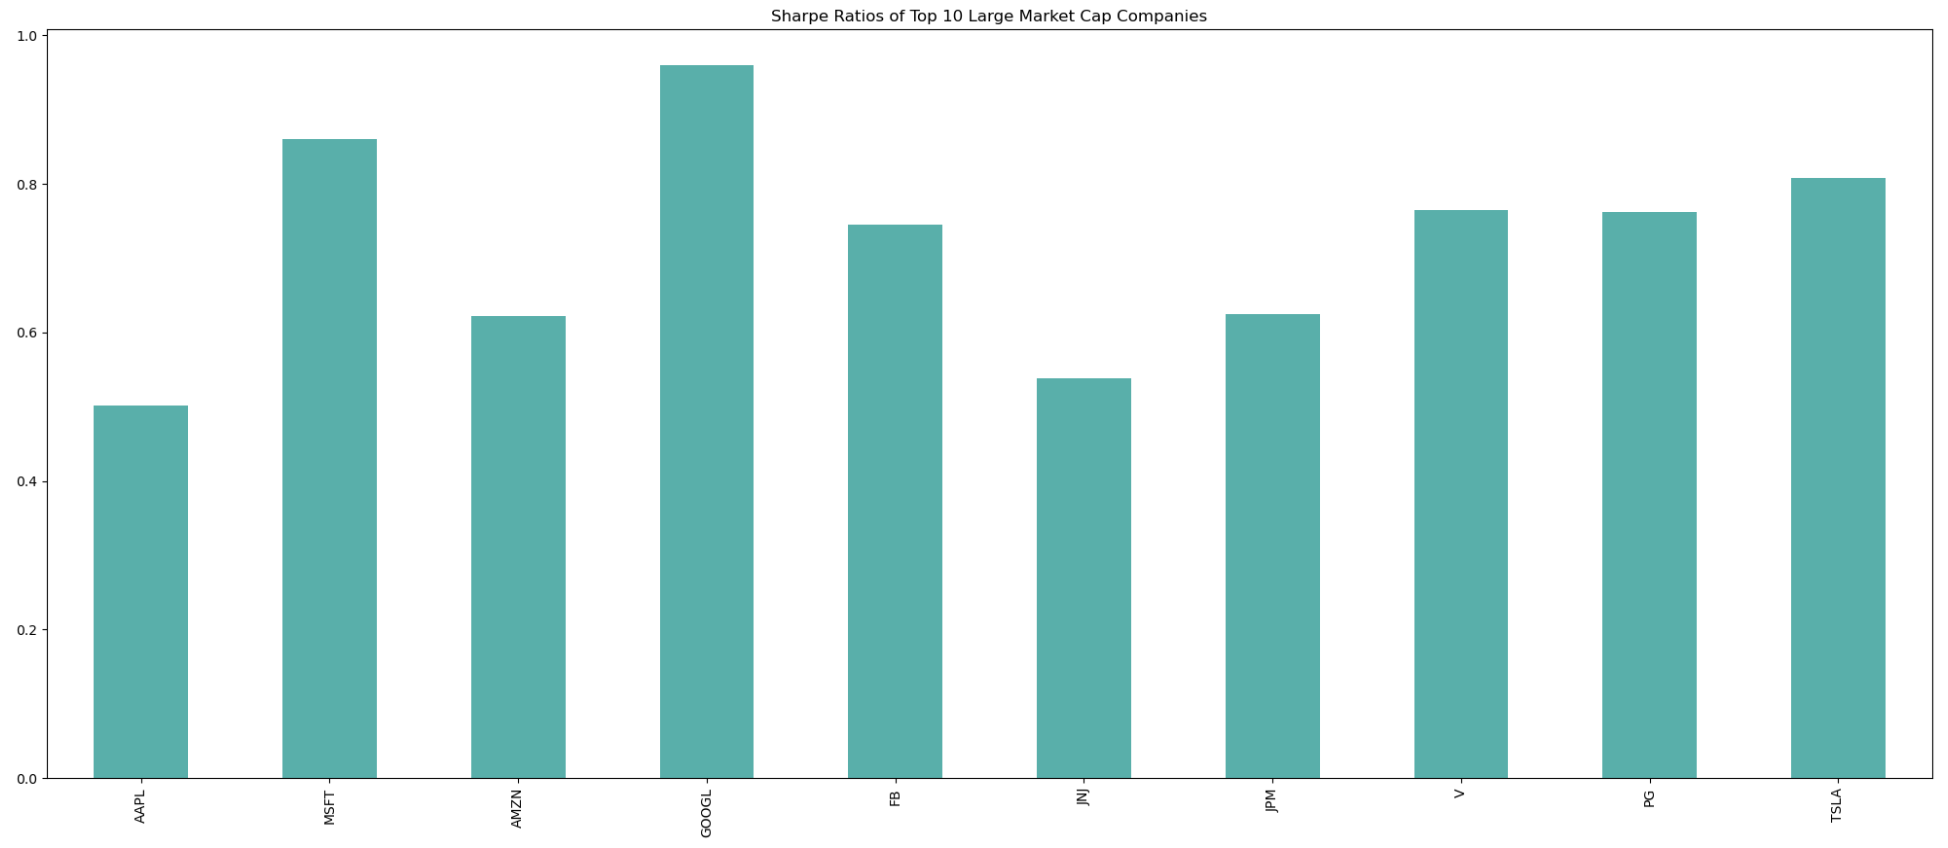 Sharpe Ratios of Top 10 Large Market Cap Companies
1.0
0.8
0.6
0.4
0.2
0.0
AAPL
MSFT
AMZN
GOOGL
FB
JNJ
JPM
V
PG
TSLA